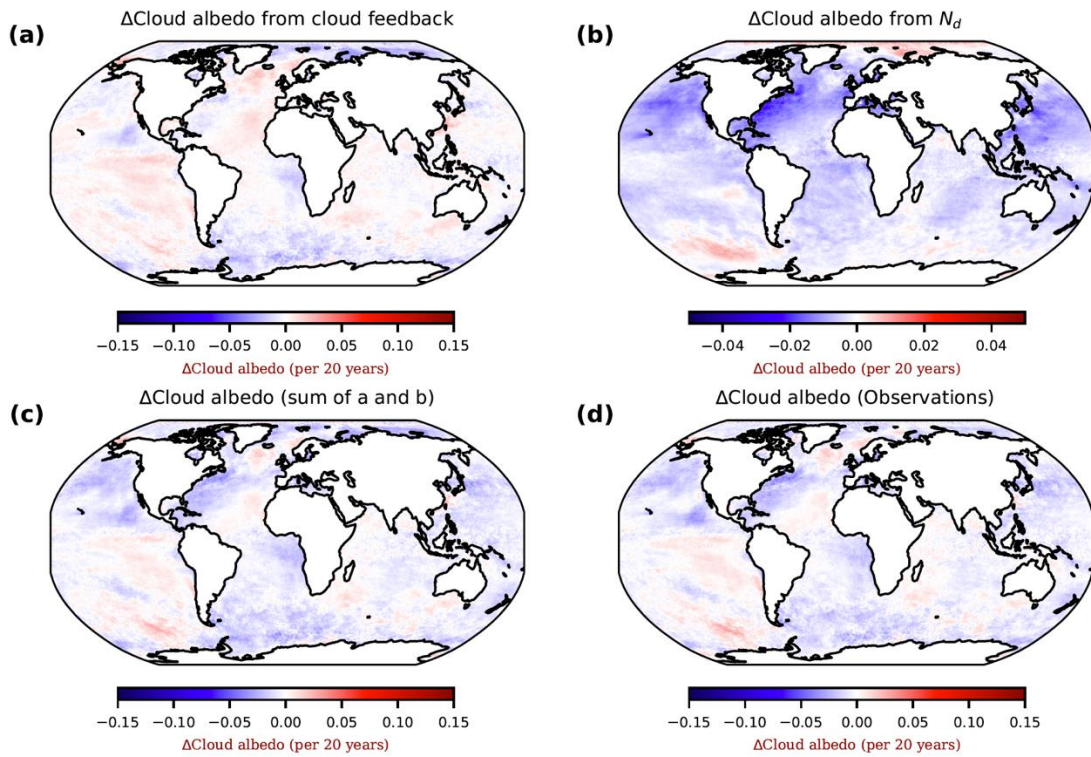 (a)
ΔCloud albedo from cloud feedback
−0.15 −0.10 −0.05 0.00 0.05 0.10 0.15
ΔCloud albedo (per 20 years)
(b)
ΔCloud albedo from N_d
−0.04 −0.02 0.00 0.02 0.04
ΔCloud albedo (per 20 years)
(c)
ΔCloud albedo (sum of a and b)
−0.15 −0.10 −0.05 0.00 0.05 0.10 0.15
ΔCloud albedo (per 20 years)
(d)
ΔCloud albedo (Observations)
−0.15 −0.10 −0.05 0.00 0.05 0.10 0.15
ΔCloud albedo (per 20 years)